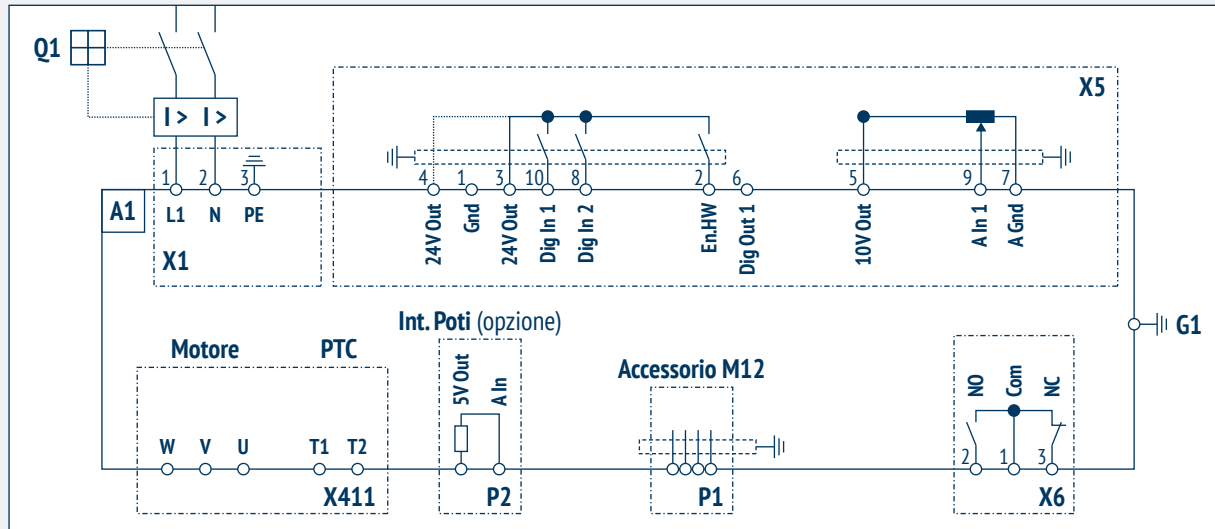 Q1
I > I >
X5
1 2 3
L1 N PE
A1
X1
4 1 3 10 8 2 6 5 9 7
24V Out
Gnd
24V Out
Dig In 1
Dig In 2
En.HW
Dig Out 1
10V Out
A In 1
A Gnd
G1
Int. Poti (opzione)
Motore PTC
5V Out
A In
Accessorio M12
NO
Com
NC
W V U T1 T2
2 1 3
X411
P2
P1
X6